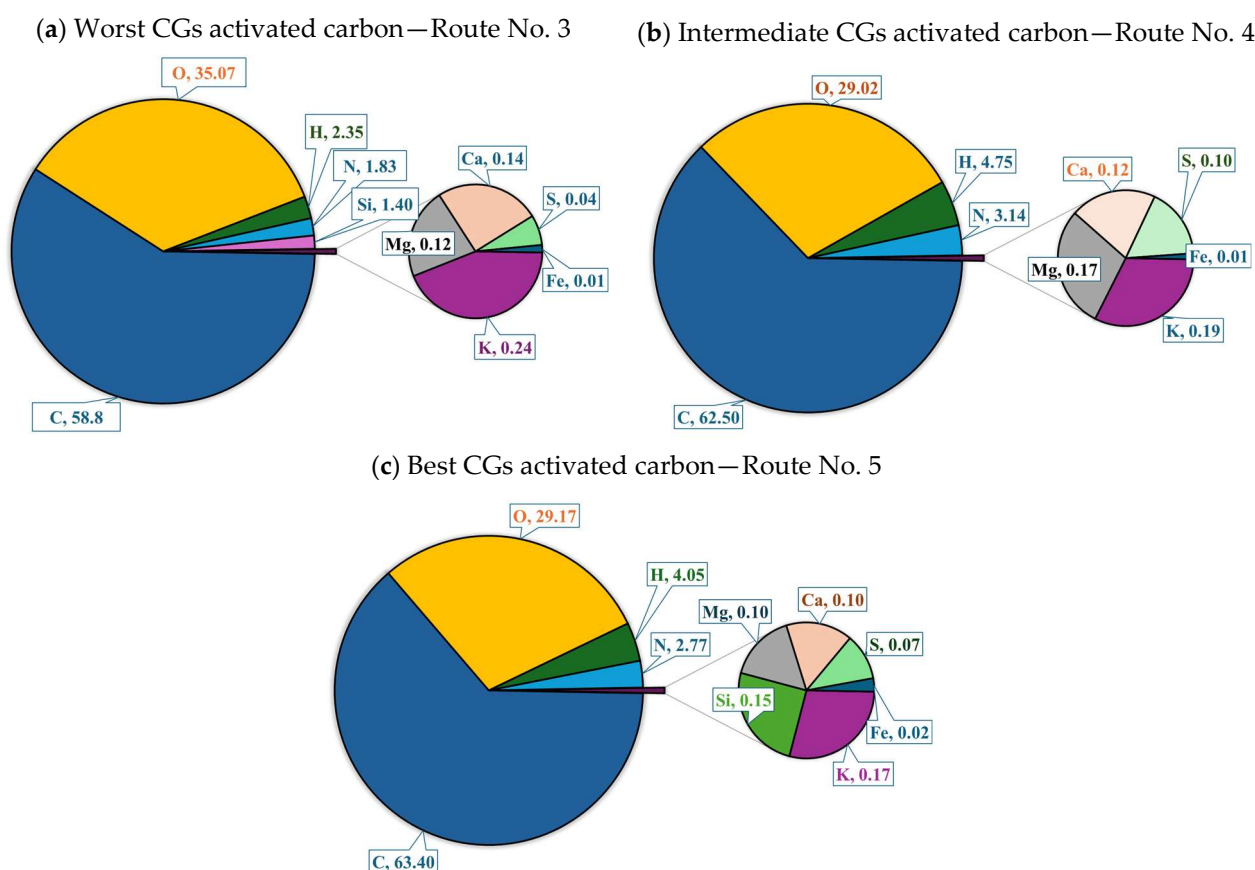 (a) Worst CGs activated carbon—Route No. 3
O, 35.07
H, 2.35
N, 1.83
Si, 1.40
Ca, 0.14
S, 0.04
Mg, 0.12
Fe, 0.01
K, 0.24
C, 58.8
(b) Intermediate CGs activated carbon—Route No. 4
O, 29.02
H, 4.75
N, 3.14
Ca, 0.12
S, 0.10
Mg, 0.17
Fe, 0.01
K, 0.19
C, 62.50
(c) Best CGs activated carbon—Route No. 5
O, 29.17
H, 4.05
N, 2.77
Mg, 0.10
Ca, 0.10
S, 0.07
Si, 0.15
Fe, 0.02
K, 0.17
C, 63.40